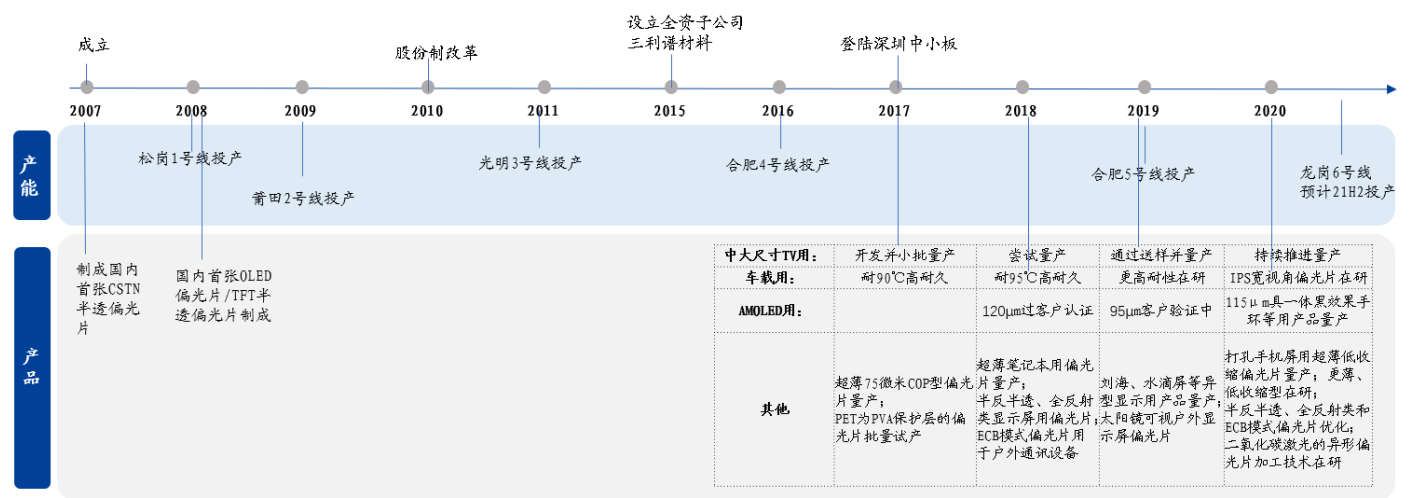 成立
股份制改革
设立全资子公司
三利谱材料
登陆深圳中小板
2007
2008
2009
2010
2011
2015
2016
2017
2018
2019
2020
产能
松岗1号线投产
莆田2号线投产
光明3号线投产
合肥4号线投产
合肥5号线投产
龙岗6号线
预计21H2投产
产品
制成国内
首张CSTN
半透偏光
片
国内首张OLED
偏光片/TFT半
透偏光片制成
中大尺寸TV用：
开发并小批量产
尝试量产
通过送样并量产
持续推进量产
车载用：
耐90℃高耐久
耐95℃高耐久
更高耐性在研
IPS宽视角偏光片在研
AMOLED用：
120μm过客户认证
95μm客户验证中
115μm具一体黑效果手
环等用产品量产
其他
超薄75微米COP型偏光
片量产；
PET为PVA保护层的偏
光片批量试产
超薄笔记本用偏光
片量产；
半反半透、全反射
类显示屏用偏光片；
ECB模式偏光片用
于户外通讯设备
刘海、水滴屏等异
型显示用产品量产；
太阳镜可视户外显
示屏偏光片
打孔手机屏用超薄低收
缩偏光片量产；更薄、
低收缩型在研；
半反半透、全反射类和
ECB模式偏光片优化；
二氧化碳激光的异形偏
光片加工技术在研